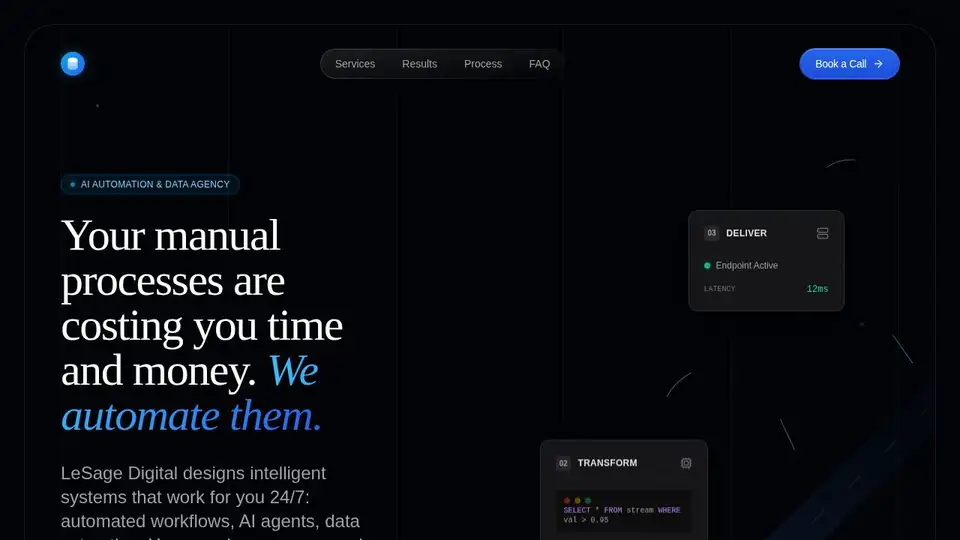 Services Results Process FAQ
Book a Call
AI AUTOMATION & DATA AGENCY
Your manual
processes are
costing you time
and money. We
automate them.
LeSage Digital designs intelligent
systems that work for you 24/7:
automated workflows, AI agents, data
03 DELIVER
Endpoint Active
LATENCY 12ms
02 TRANSFORM
SELECT * FROM stream WHERE
val > 0.95